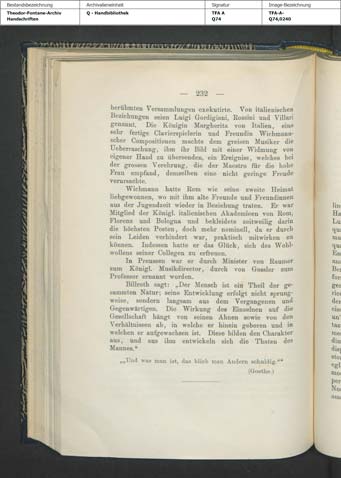 Bestandsbezeichnung
Archivalieneinheit
Signatur
Image-Bezeichnung
Theodor-Fontane-Archiv
Handschriften
Q - Handbibliothek
TFA A
Q74
TFA-A-
Q74,0240
— 232 —
berühmten Versammlungen exekutirte. Von italienischen
Beziehungen seien Luigi Gordigiani, Rossini und Villari
genannt. Die Königin Margherita von Italien, eine
sehr fertige Clavierspielerin und Freundin Wichmann-
scher Compositionen machte dem greisen Musiker die
Ueberraschung, ihm ihr Bild mit einer Widmung von
eigener Hand zu übersenden, ein Ereigniss, welches bei
der grossen Verehrung, die der Maestro für die hohe
Frau empfand, demselben eine nicht geringe Freude
verursachte.
Wichmann hatte Rom wie seine zweite Heimat
liebgewonnen, wo mit ihm alte Freunde und Freundinnen
aus der Jugendzeit wieder in Beziehung traten. Er war
Mitglied der Königl. italienischen Akademieen von Rom,
Florenz und Bologna und bekleidete zeitweilig darin
die höchsten Posten, doch mehr nominell, da er durch
sein Leiden verhindert war, praktisch mitwirken zu
können. Indessen hatte er das Glück, sich des Wohl-
wollens seiner Collegen zu erfreuen.
In Preussen war er durch Minister von Raumer
zum Königl. Musikdirector, durch von Gossler zum
Professor ernannt worden.
Billroth sagt: „Der Mensch ist ein Theil der ge-
sammten Natur; seine Entwicklung erfolgt nicht sprung-
weise, sondern langsam aus dem Vergangenen und
Gegenwärtigen. Die Wirkung des Einzelnen auf die
Gesellschaft hängt von seinen Ahnen sowie von den
Verhältnissen ab, in welche er hinein geboren und in
welchen er aufgewachsen ist. Diese bilden den Charakter
aus, und aus ihm entwickeln sich die Thaten des
Mannes.“
„„Und was man ist, das blieb man Andern schuldig.““
(Goethe.)